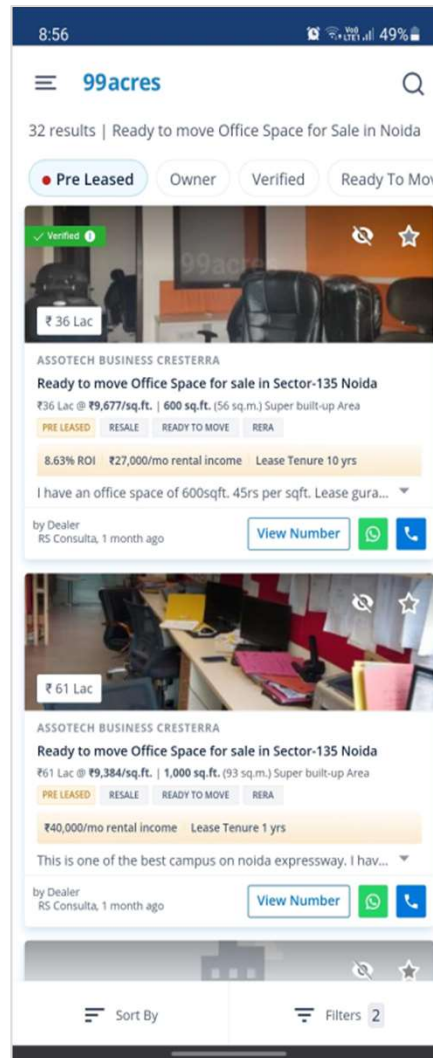 8:56 49%
99acres
32 results | Ready to move Office Space for Sale in Noida
Pre Leased Owner Verified Ready To Mov
Verified
99acres
₹ 36 Lac
ASSOTECH BUSINESS CRESTERRA
Ready to move Office Space for sale in Sector-135 Noida
₹36 Lac @ ₹9,677/sq.ft. | 600 sq.ft. (56 sq.m.) Super built-up Area
PRE LEASED RESALE READY TO MOVE RERA
8.63% ROI ₹27,000/mo rental income Lease Tenure 10 yrs
I have an office space of 600sqft. 45rs per sqft. Lease gura...
by Dealer
RS Consulta, 1 month ago
View Number
₹ 61 Lac
ASSOTECH BUSINESS CRESTERRA
Ready to move Office Space for sale in Sector-135 Noida
₹61 Lac @ ₹9,384/sq.ft. | 1,000 sq.ft. (93 sq.m.) Super built-up Area
PRE LEASED RESALE READY TO MOVE RERA
₹40,000/mo rental income Lease Tenure 1 yrs
This is one of the best campus on noida expressway. I hav...
by Dealer
RS Consulta, 1 month ago
View Number
Sort By Filters 2